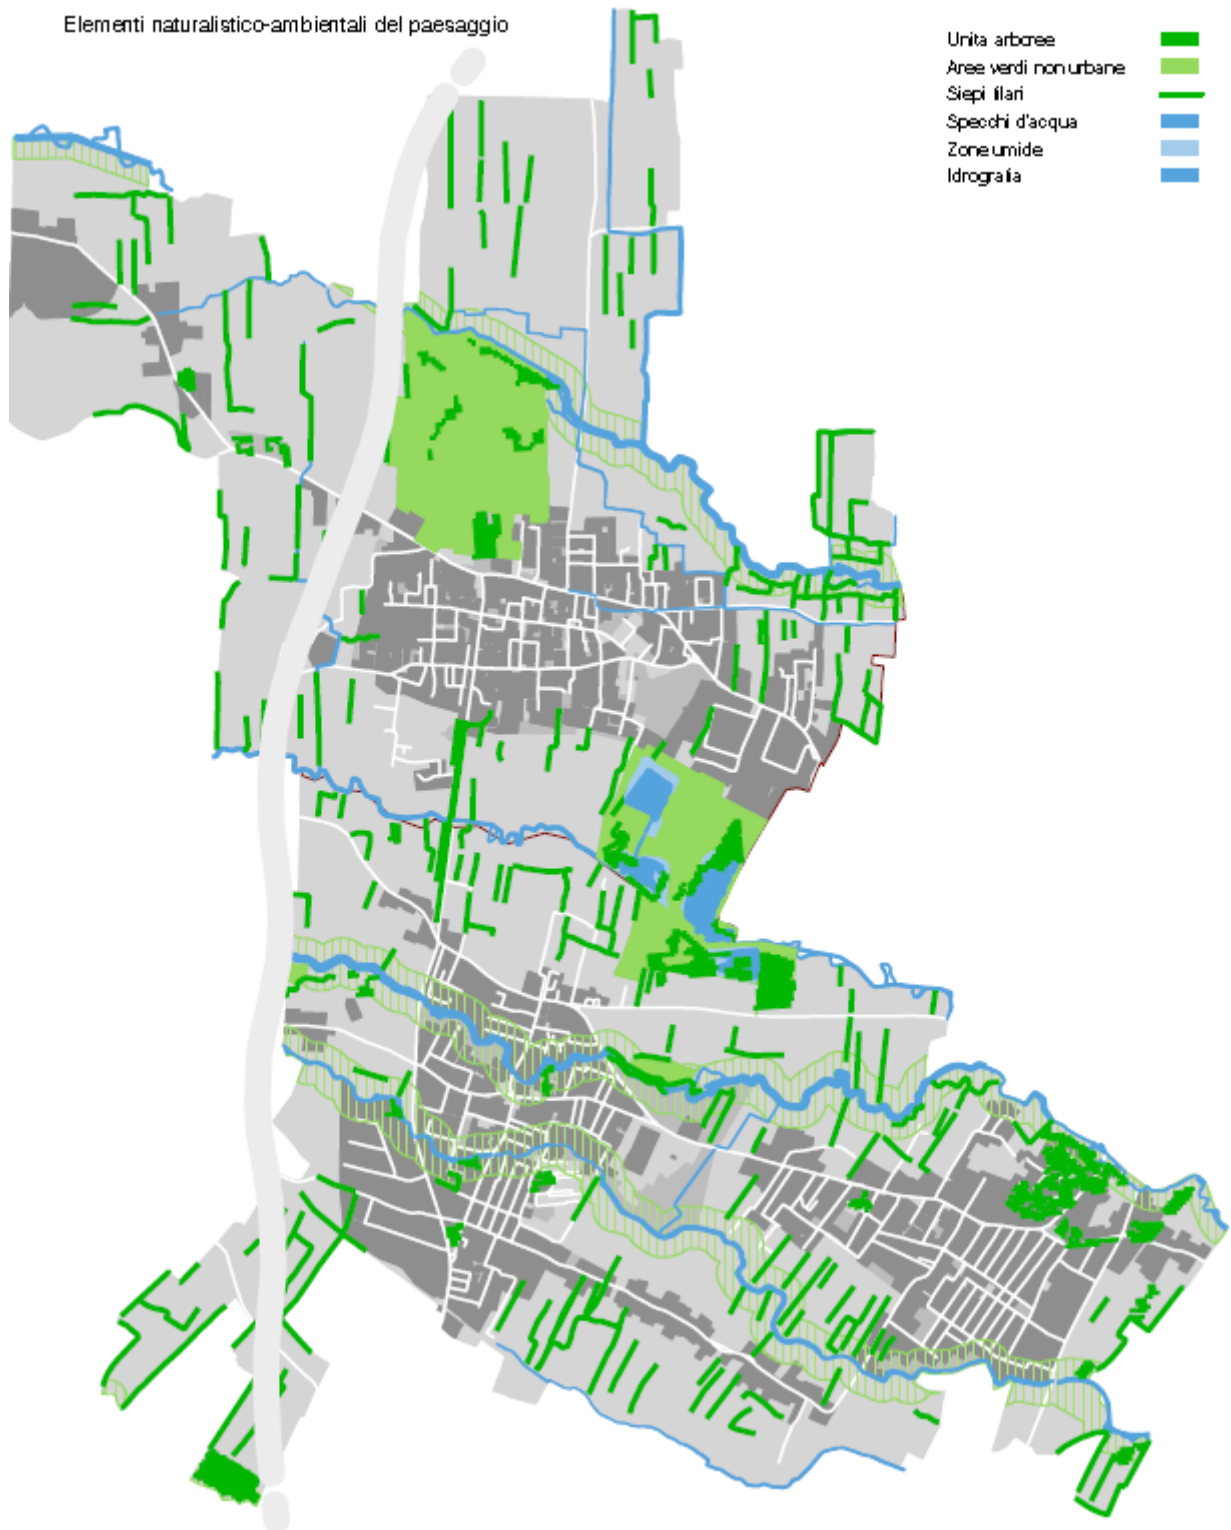 Elementi naturalistico-ambientali del paesaggio
Unita arboree
Aree verdi non urbane
Siepi filari
Specchi d'acqua
Zone umide
Idrografia